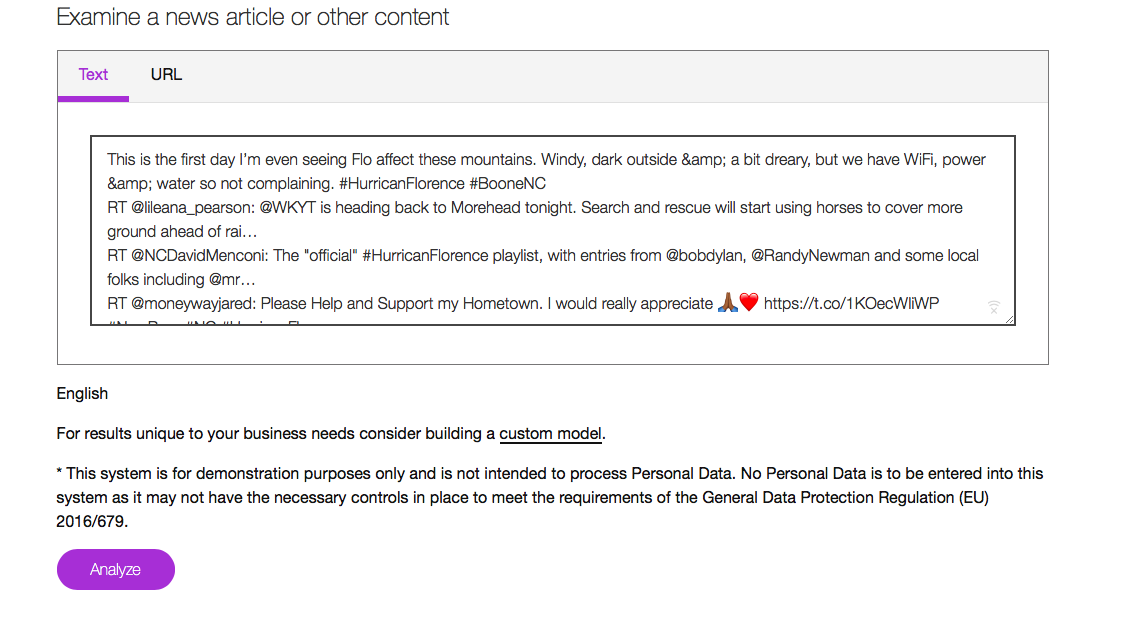 Examine a news article or other content
Text URL
This is the first day I'm even seeing Flo affect these mountains. Windy, dark outside &amp; a bit dreary, but we have WiFi, power
&amp; water so not complaining. #HurricanFlorence #BooneNC
RT @lileana_pearson: @WKYT is heading back to Morehead tonight. Search and rescue will start using horses to cover more
ground ahead of rai…
RT @NCDavidMenconi: The "official" #HurricanFlorence playlist, with entries from @bobdylan, @RandyNewman and some local
folks including @mr…
RT @moneywayjared: Please Help and Support my Hometown. I would really appreciate 🙏🏾❤️ https://t.co/1KOecWliWP
English
For results unique to your business needs consider building a custom model.
* This system is for demonstration purposes only and is not intended to process Personal Data. No Personal Data is to be entered into this
system as it may not have the necessary controls in place to meet the requirements of the General Data Protection Regulation (EU)
2016/679.
Analyze